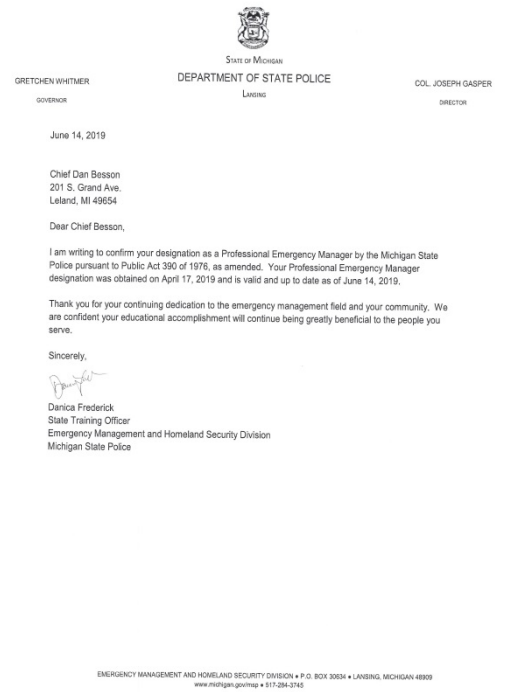 STATE OF MICHIGAN
DEPARTMENT OF STATE POLICE
LANSING
GRETCHEN WHITMER
GOVERNOR
COL. JOSEPH GASPER
DIRECTOR
June 14, 2019
Chief Dan Besson
201 S. Grand Ave.
Leland, MI 49654
Dear Chief Besson,
I am writing to confirm your designation as a Professional Emergency Manager by the Michigan State
Police pursuant to Public Act 390 of 1976, as amended. Your Professional Emergency Manager
designation was obtained on April 17, 2019 and is valid and up to date as of June 14, 2019.
Thank you for your continuing dedication to the emergency management field and your community. We
are confident your educational accomplishment will continue being greatly beneficial to the people you
serve.
Sincerely,
Danica Frederick
State Training Officer
Emergency Management and Homeland Security Division
Michigan State Police
EMERGENCY MANAGEMENT AND HOMELAND SECURITY DIVISION • P.O. BOX 30634 • LANSING, MICHIGAN 48909
www.michigan.gov/msp • 517-284-3745